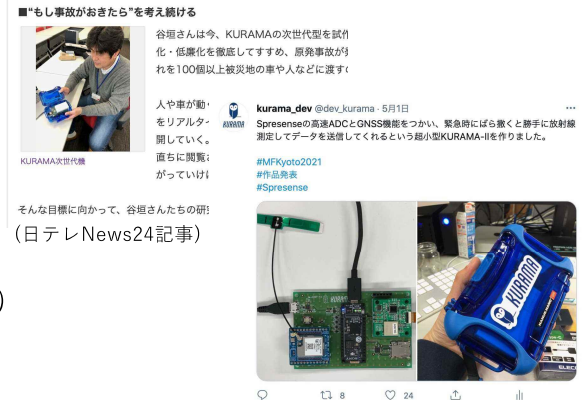 ■“もし事故がおきたら”を考え続ける
谷垣さんは今、KURAMAの次世代型を試作
化・低廉化を徹底してすすめ、原発事故が
れを100個以上被災地の車や人などに渡す
人や車が動
をリアルタ
開していく。
直ちに閲覧
がっていけ
KURAMA次世代機
そんな目標に向かって、谷垣さんたちの研
(日テレNews24記事)
)
KURAMA
kurama_dev @dev_kurama · 5月1日
Spresenseの高速ADCとGNSS機能をつかい、緊急時にばら撒くと勝手に放射線
測定してデータを送信してくれるという超小型KURAMA-IIを作りました。
#MFKyoto2021
#作品発表
#Spresense
KURAMA
KURAMA
ELEC
8
24